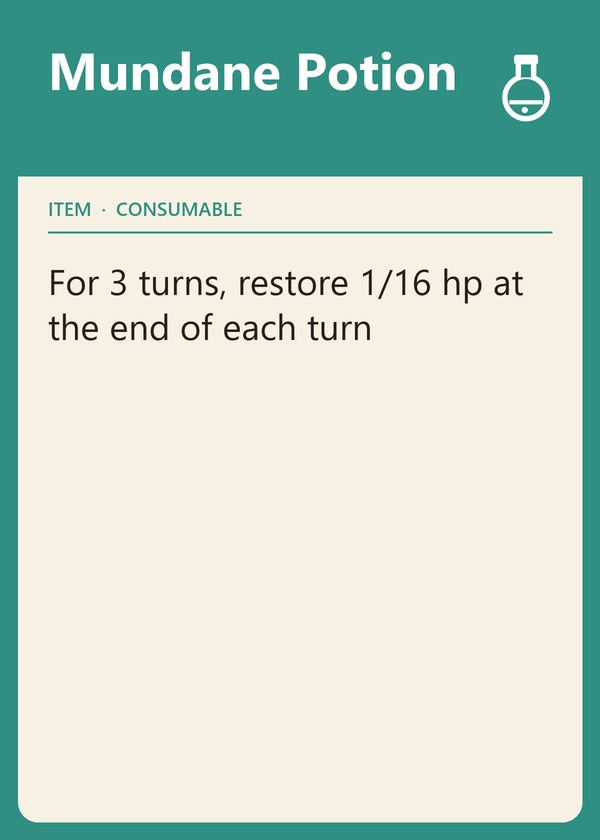 Mundane Potion
ITEM · CONSUMABLE
For 3 turns, restore 1/16 hp at
the end of each turn